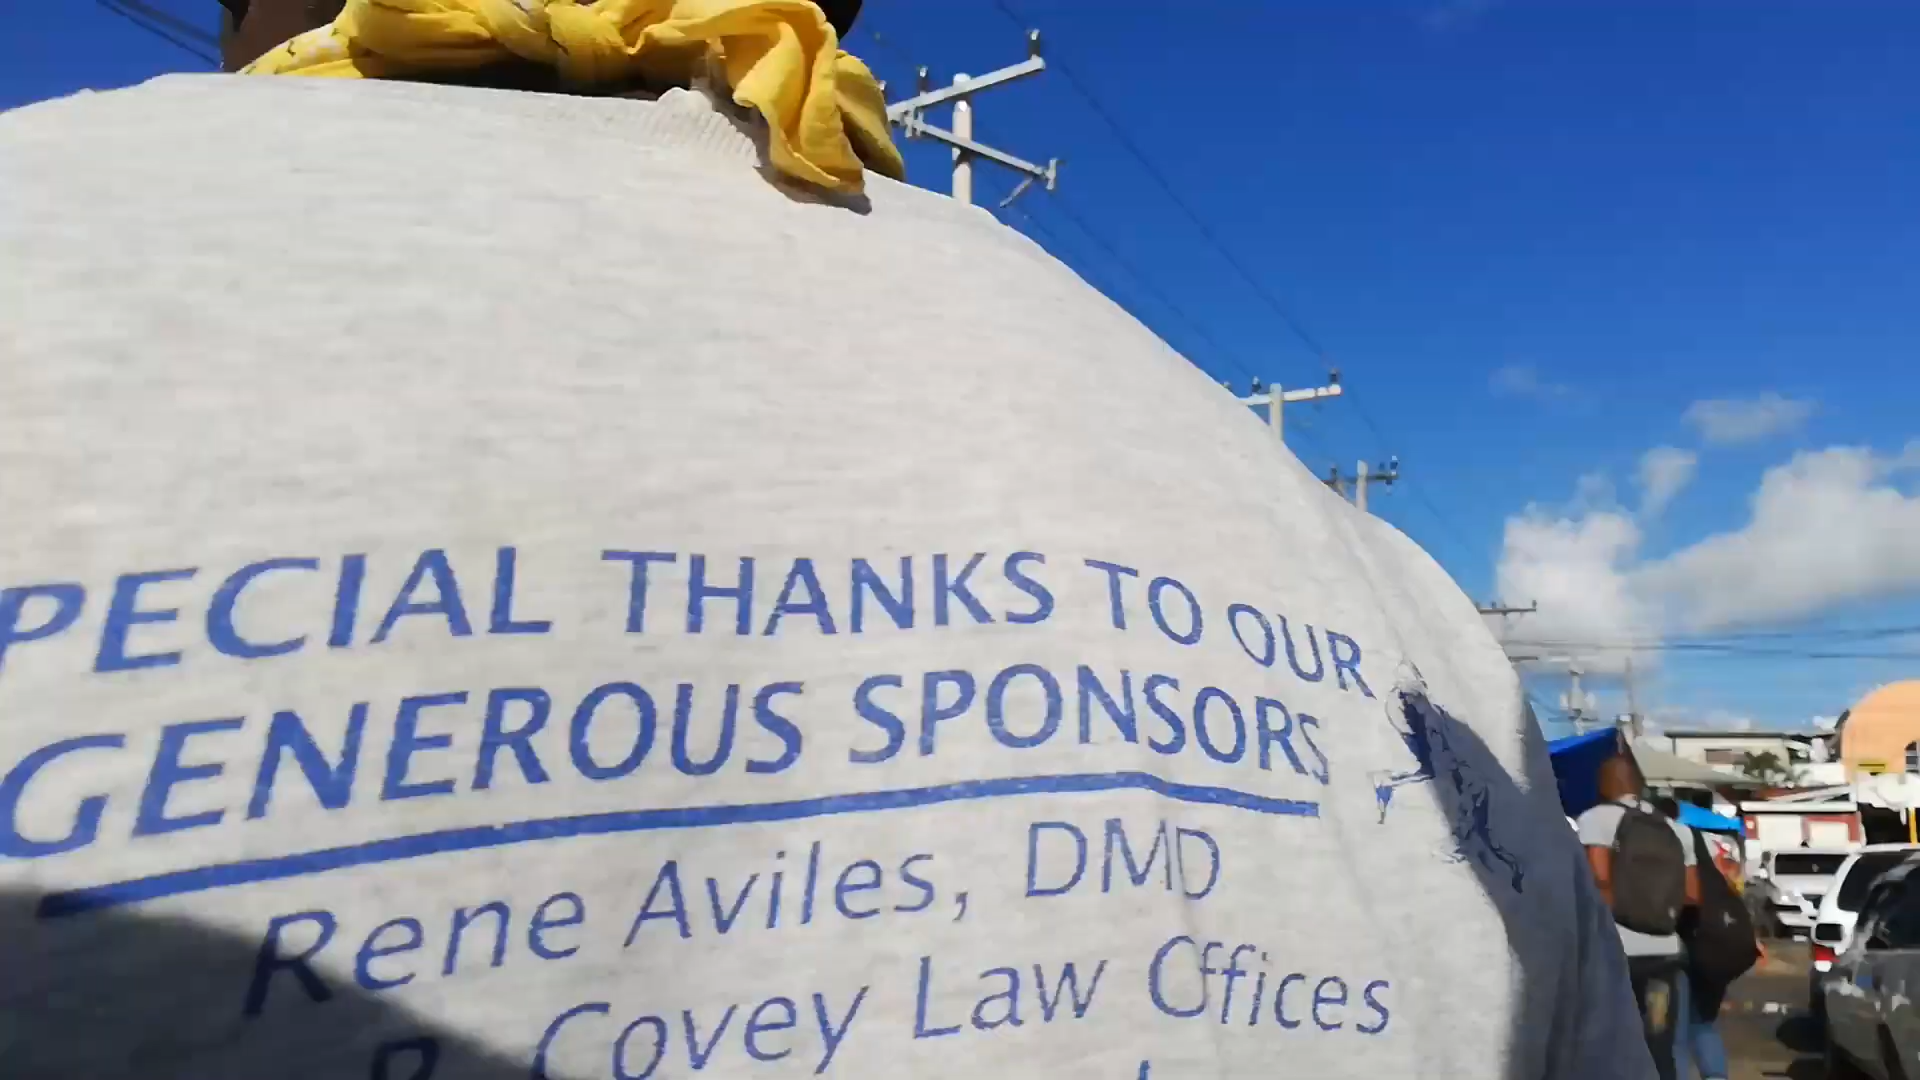 PECIAL THANKS TO OUR
GENEROUS SPONSORS
Rene Aviles, DMD
Covey Law Offices